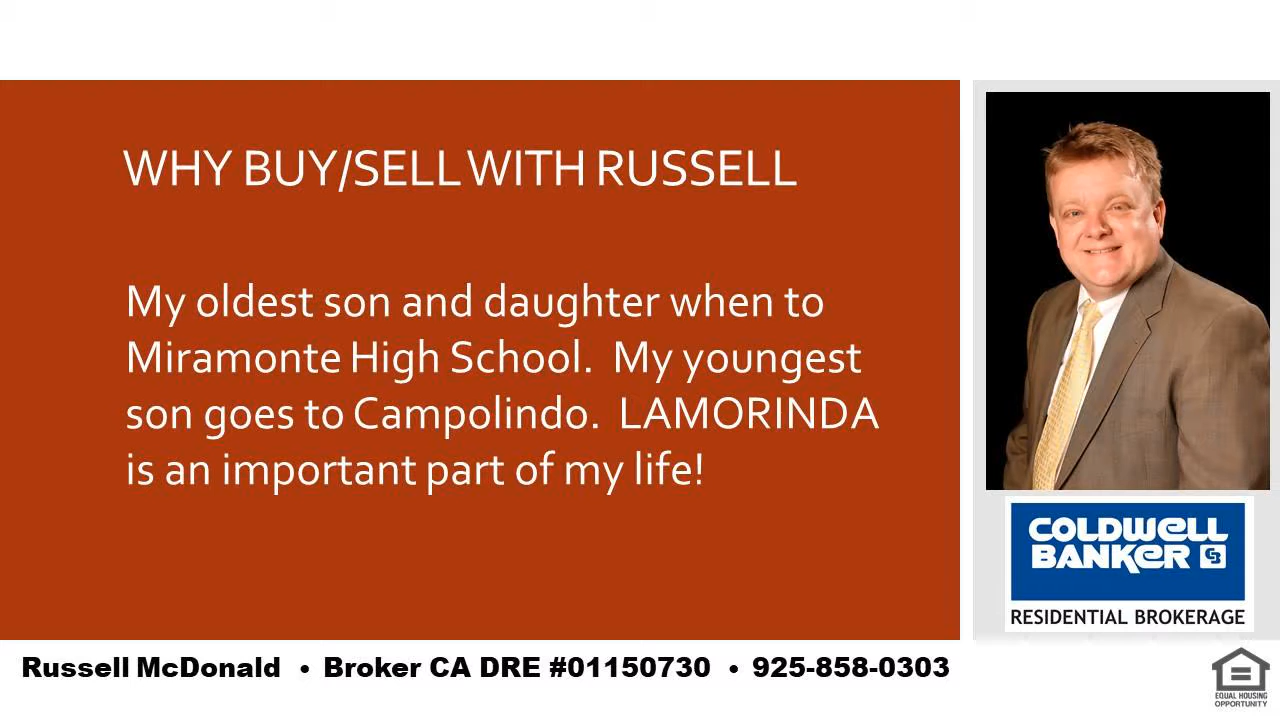 WHY BUY/SELL WITH RUSSELL
My oldest son and daughter when to
Miramonte High School.  My youngest
son goes to Campolindo.  LAMORINDA
is an important part of my life!
COLDWELL
BANKER CB
RESIDENTIAL BROKERAGE
Russell McDonald • Broker CA DRE #01150730 • 925-858-0303
EQUAL HOUSING
OPPORTUNITY